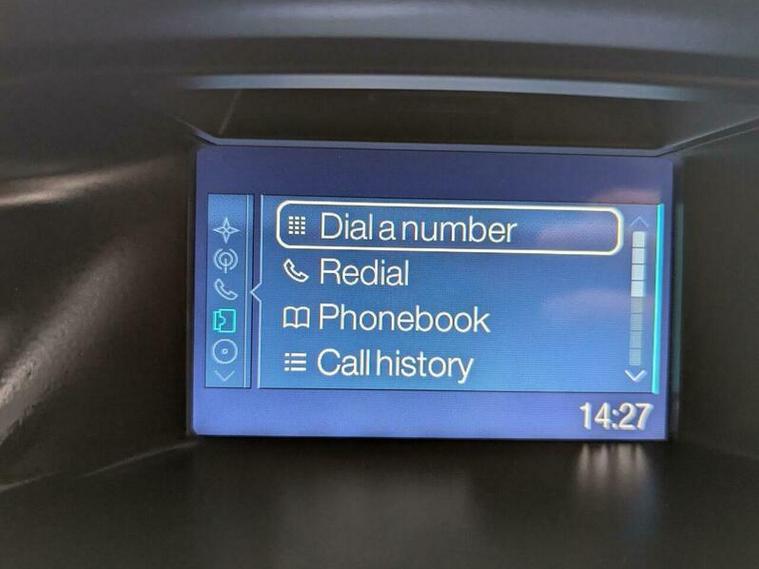 Dial a number
Redial
Phonebook
Call history
14:27